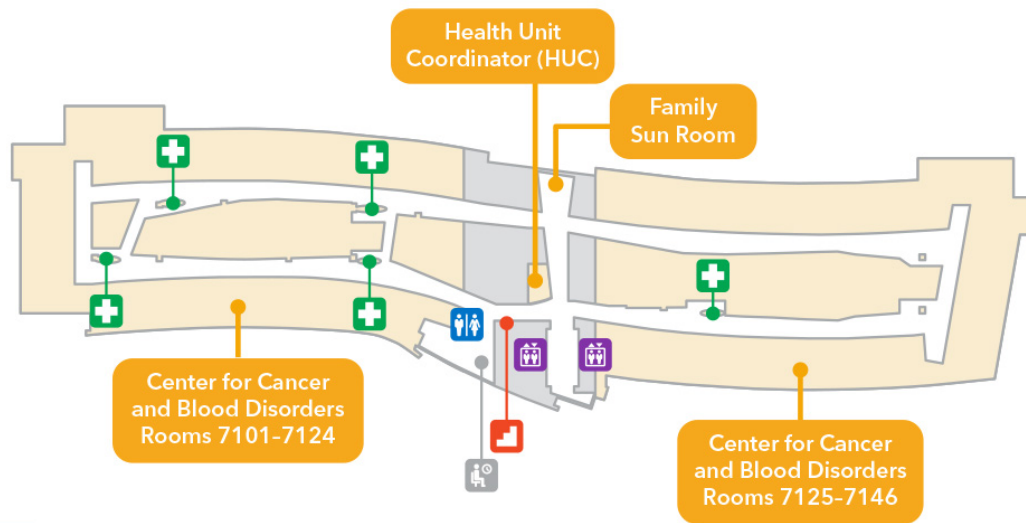 Health Unit
Coordinator (HUC)
Family
Sun Room
Center for Cancer
and Blood Disorders
Rooms 7101–7124
Center for Cancer
and Blood Disorders
Rooms 7125–7146